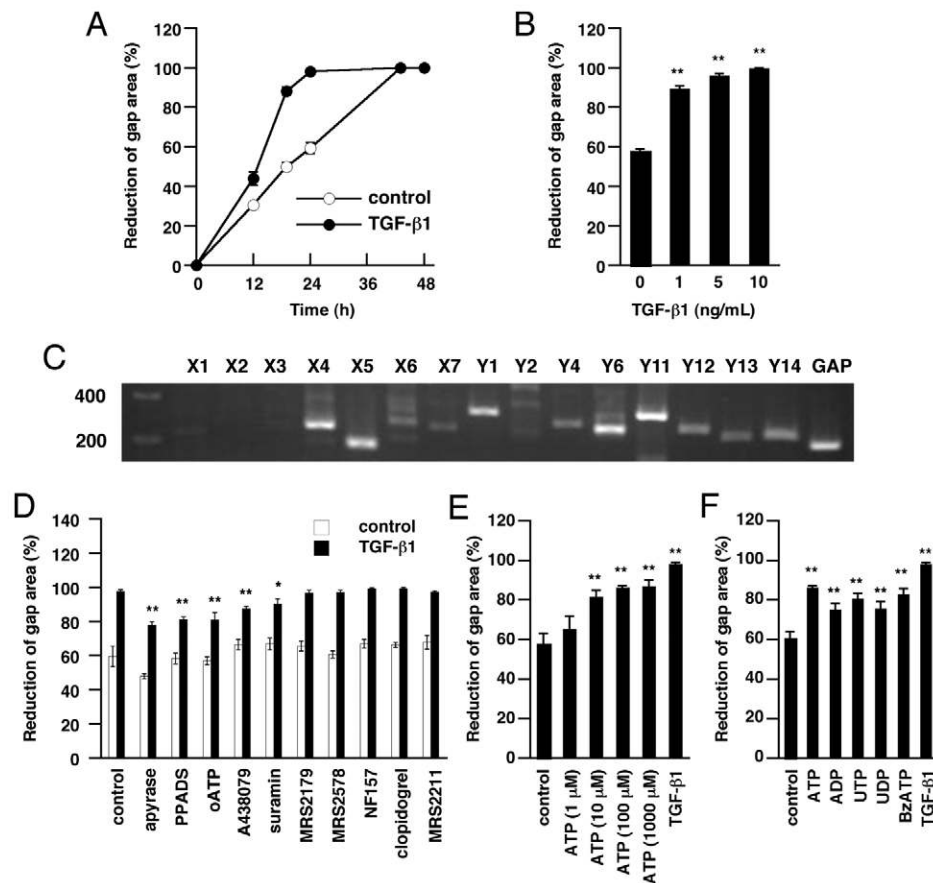 A
Reduction of gap area (%)
100
80
60
40
20
0
0 12 24 36 48
Time (h)
control
TGF-β1
B
Reduction of gap area (%)
120
100
80
60
40
20
0
** ** **
0 1 5 10
TGF-β1 (ng/mL)
C
X1 X2 X3 X4 X5 X6 X7 Y1 Y2 Y4 Y6 Y11 Y12 Y13 Y14 GAP
400
200
D
Reduction of gap area (%)
140
120
100
80
60
40
20
0
control
TGF-β1
** ** ** ** *
control
apyrase
PPADS
oATP
A438079
suramin
MRS2179
MRS2578
NF157
clopidogrel
MRS2211
E
Reduction of gap area (%)
120
100
80
60
40
20
0
** ** ** **
control
ATP (1 μM)
ATP (10 μM)
ATP (100 μM)
ATP (1000 μM)
TGF-β1
F
Reduction of gap area (%)
120
100
80
60
40
20
0
** ** ** ** ** **
control
ATP
ADP
UTP
UDP
BzATP
TGF-β1